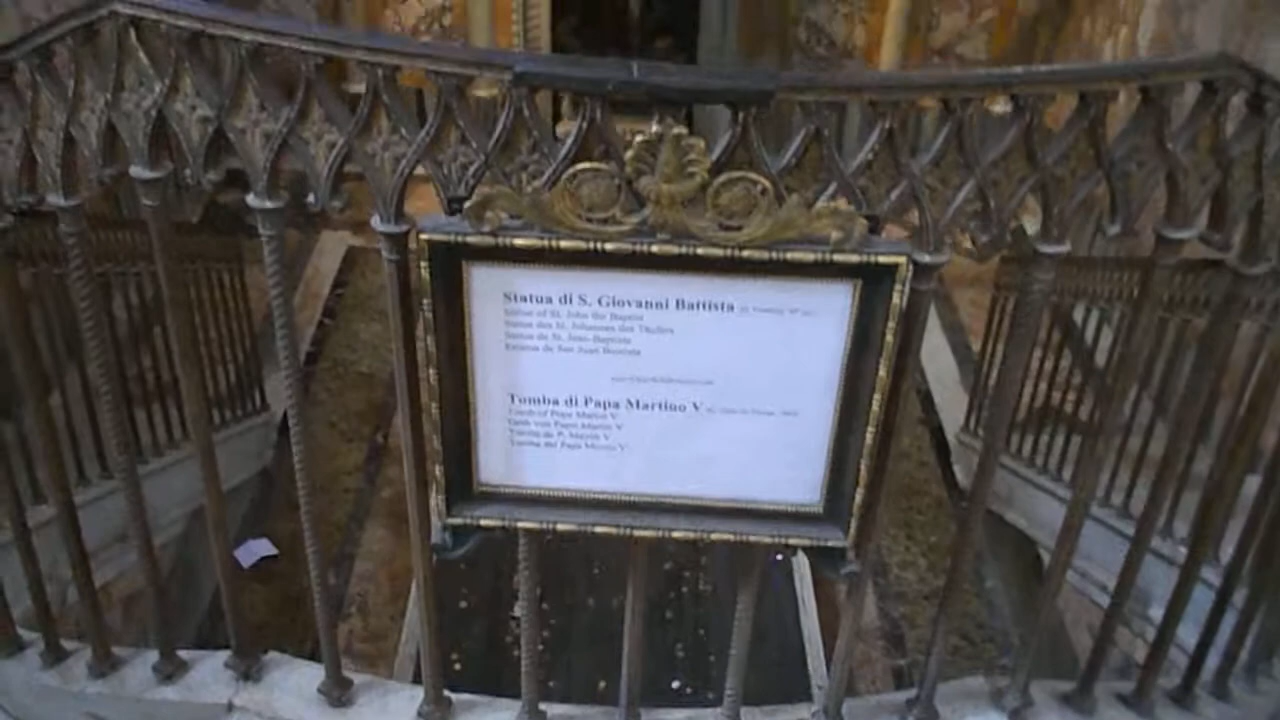 Statua di S. Giovanni Battista
Statue of St. John the Baptist
Statue des St. Johannes des Täufers
Statue de St. Jean-Baptiste
Estatua de San Juan Bautista
Tomba di Papa Martino V
Tomb of Pope Martin V
Grab von Papst Martin V
Tombe de P. Martin V
Tumba del Papa Martin V